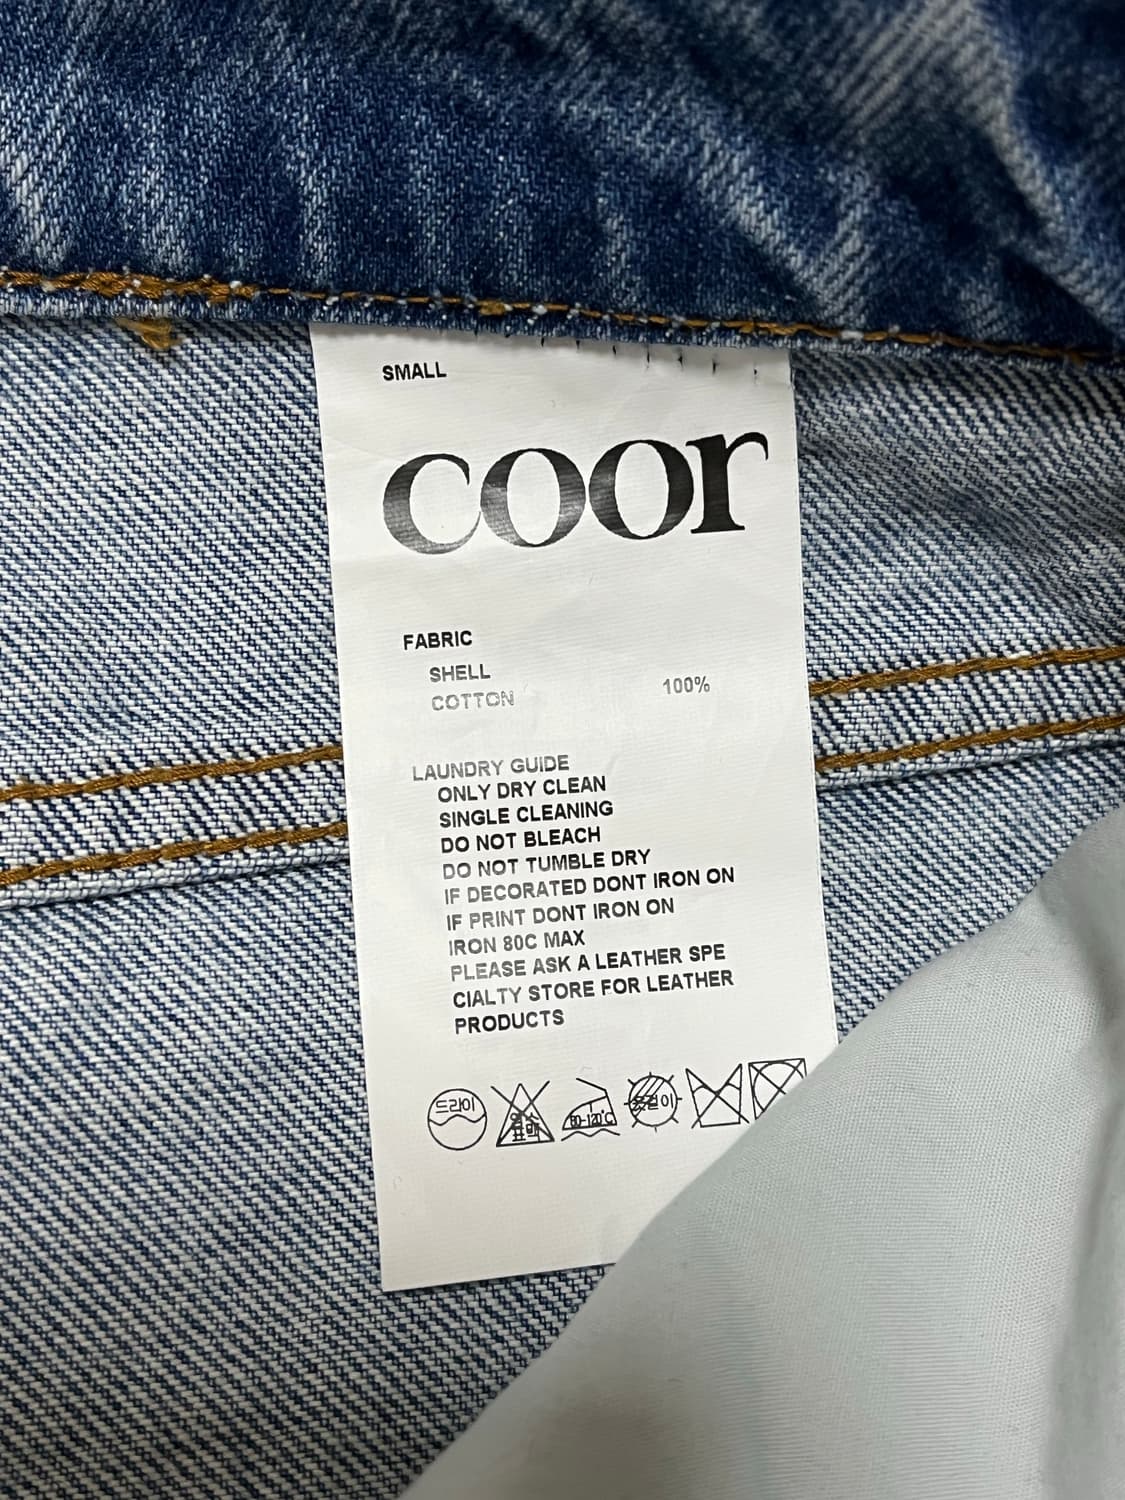 SMALL
coor
FABRIC
SHELL
COTTON 100%
LAUNDRY GUIDE
ONLY DRY CLEAN
SINGLE CLEANING
DO NOT BLEACH
DO NOT TUMBLE DRY
IF DECORATED DONT IRON ON
IF PRINT DONT IRON ON
IRON 80C MAX
PLEASE ASK A LEATHER SPE
CIALTY STORE FOR LEATHER
PRODUCTS
드라이 80-120°C